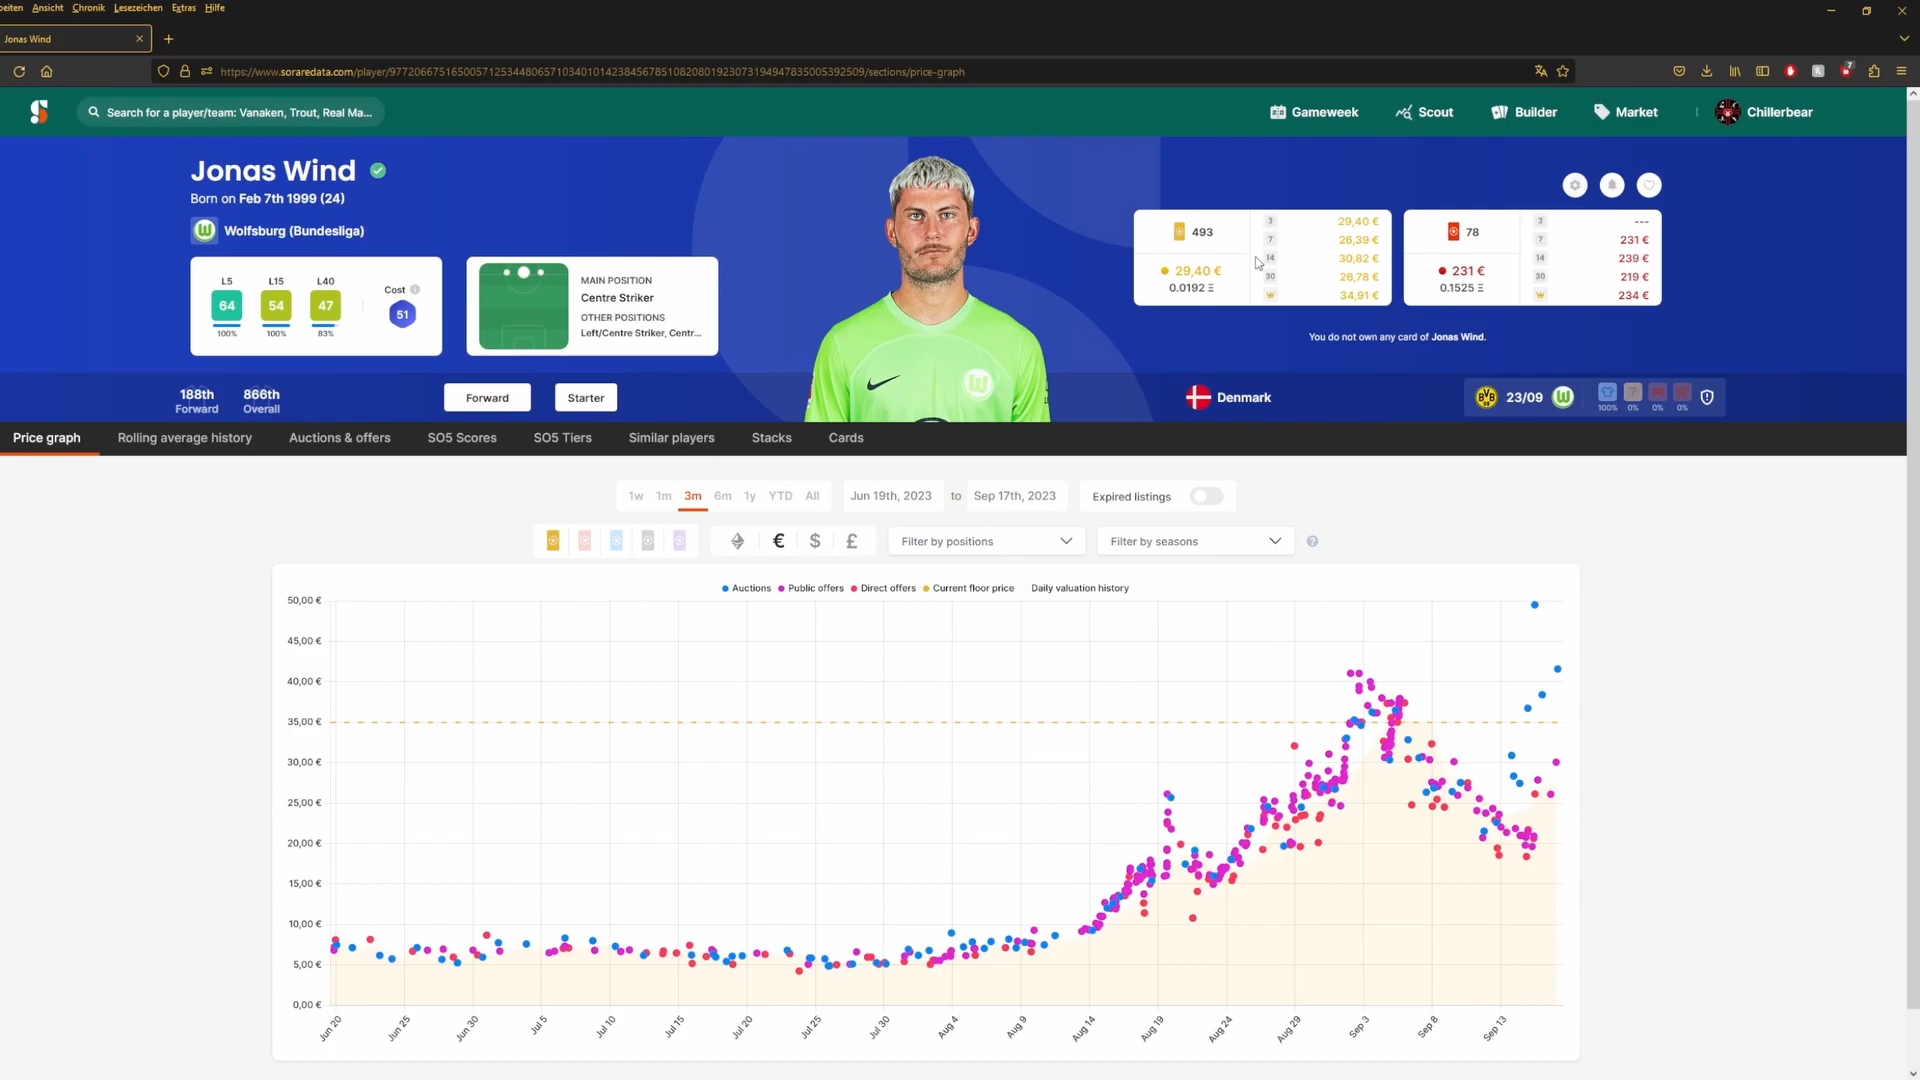 beiten Ansicht Chronik Lesezeichen Extras Hilfe
Jonas Wind
https://www.soraredata.com/player/97720667516500571253448065710340101423845678510820801923073194947835005392509/sections/price-graph
7
Search for a player/team: Vanaken, Trout, Real Ma...
Gameweek
Scout
Builder
Market
Chillerbear
Jonas Wind
Born on Feb 7th 1999 (24)
Wolfsburg (Bundesliga)
L5 L15 L40 Cost
64 54 47 51
100% 100% 83%
MAIN POSITION
Centre Striker
OTHER POSITIONS
Left/Centre Striker, Centr...
493
29,40 €
0.0192 Ξ
3 29,40 €
7 26,39 €
14 30,82 €
30 26,78 €
34,91 €
78
231 €
0.1525 Ξ
3 ---
7 231 €
14 239 €
30 219 €
234 €
You do not own any card of Jonas Wind.
188th
Forward
866th
Overall
Forward
Starter
Denmark
BVB 09
23/09
100% 0% 0% 0%
Price graph Rolling average history Auctions & offers SO5 Scores SO5 Tiers Similar players Stacks Cards
1w 1m 3m 6m 1y YTD All
Jun 19th, 2023 to Sep 17th, 2023
Expired listings
€ $ £
Filter by positions
Filter by seasons
Auctions Public offers Direct offers Current floor price Daily valuation history
50,00 €
45,00 €
40,00 €
35,00 €
30,00 €
25,00 €
20,00 €
15,00 €
10,00 €
5,00 €
0,00 €
Jun 20 Jun 25 Jun 30 Jul 5 Jul 10 Jul 15 Jul 20 Jul 25 Jul 30 Aug 4 Aug 9 Aug 14 Aug 19 Aug 24 Aug 29 Sep 3 Sep 8 Sep 13